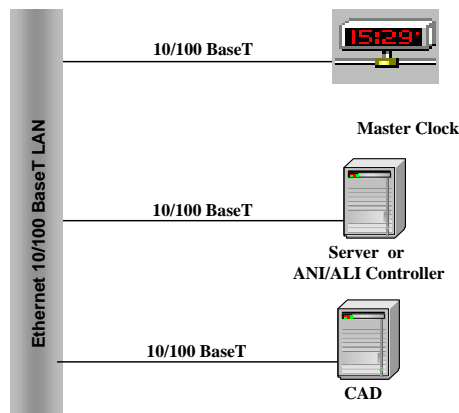 15:29
10/100 BaseT
Master Clock
Ethernet 10/100 BaseT LAN
10/100 BaseT
Server or
ANI/ALI Controller
10/100 BaseT
CAD